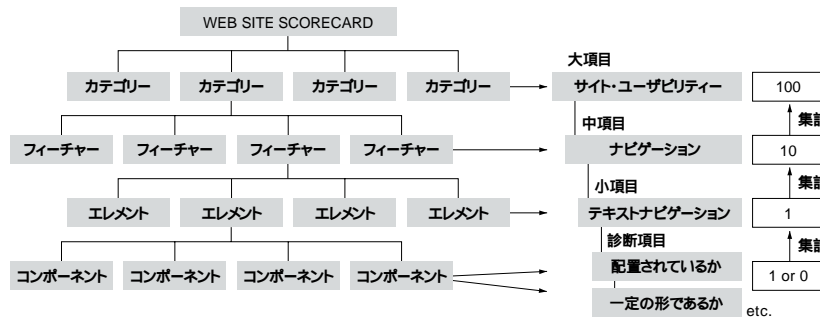 WEB SITE SCORECARD
大項目
カテゴリー カテゴリー カテゴリー カテゴリー サイト・ユーザビリティー 100
中項目 集計
フィーチャー フィーチャー フィーチャー フィーチャー ナビゲーション 10
小項目 集計
エレメント エレメント エレメント エレメント テキストナビゲーション 1
診断項目 集計
コンポーネント コンポーネント コンポーネント コンポーネント 配置されているか 1 or 0
一定の形であるか etc.